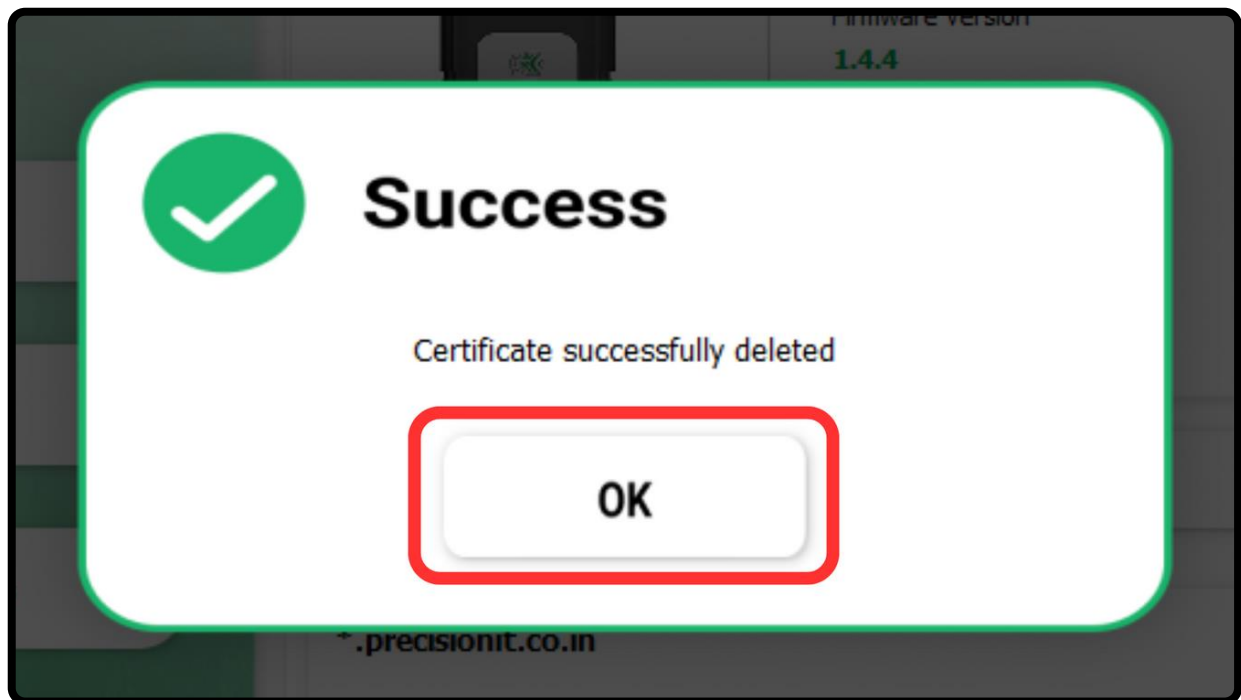 Firmware version
1.4.4
Success
Certificate successfully deleted
OK
*.precisionit.co.in